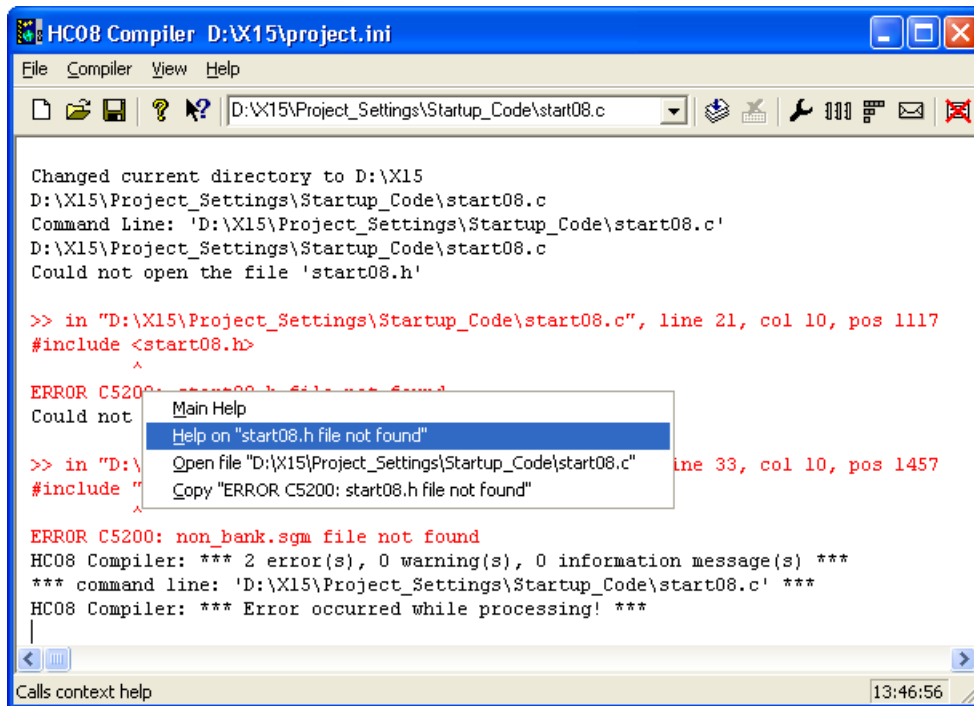 HC08 Compiler D:\X15\project.ini
File Compiler View Help
D:\X15\Project_Settings\Startup_Code\start08.c
Changed current directory to D:\X15
D:\X15\Project_Settings\Startup_Code\start08.c
Command Line: 'D:\X15\Project_Settings\Startup_Code\start08.c'
D:\X15\Project_Settings\Startup_Code\start08.c
Could not open the file 'start08.h'
>> in "D:\X15\Project_Settings\Startup_Code\start08.c", line 21, col 10, pos 1117
#include <start08.h>
^
ERROR C5200: start08.h file not found
Could not
Main Help
Help on "start08.h file not found"
Open file "D:\X15\Project_Settings\Startup_Code\start08.c"
Copy "ERROR C5200: start08.h file not found"
>> in "D:\ ine 33, col 10, pos 1457
#include "
^
ERROR C5200: non_bank.sgm file not found
HC08 Compiler: *** 2 error(s), 0 warning(s), 0 information message(s) ***
*** command line: 'D:\X15\Project_Settings\Startup_Code\start08.c' ***
HC08 Compiler: *** Error occurred while processing! ***
Calls context help
13:46:56